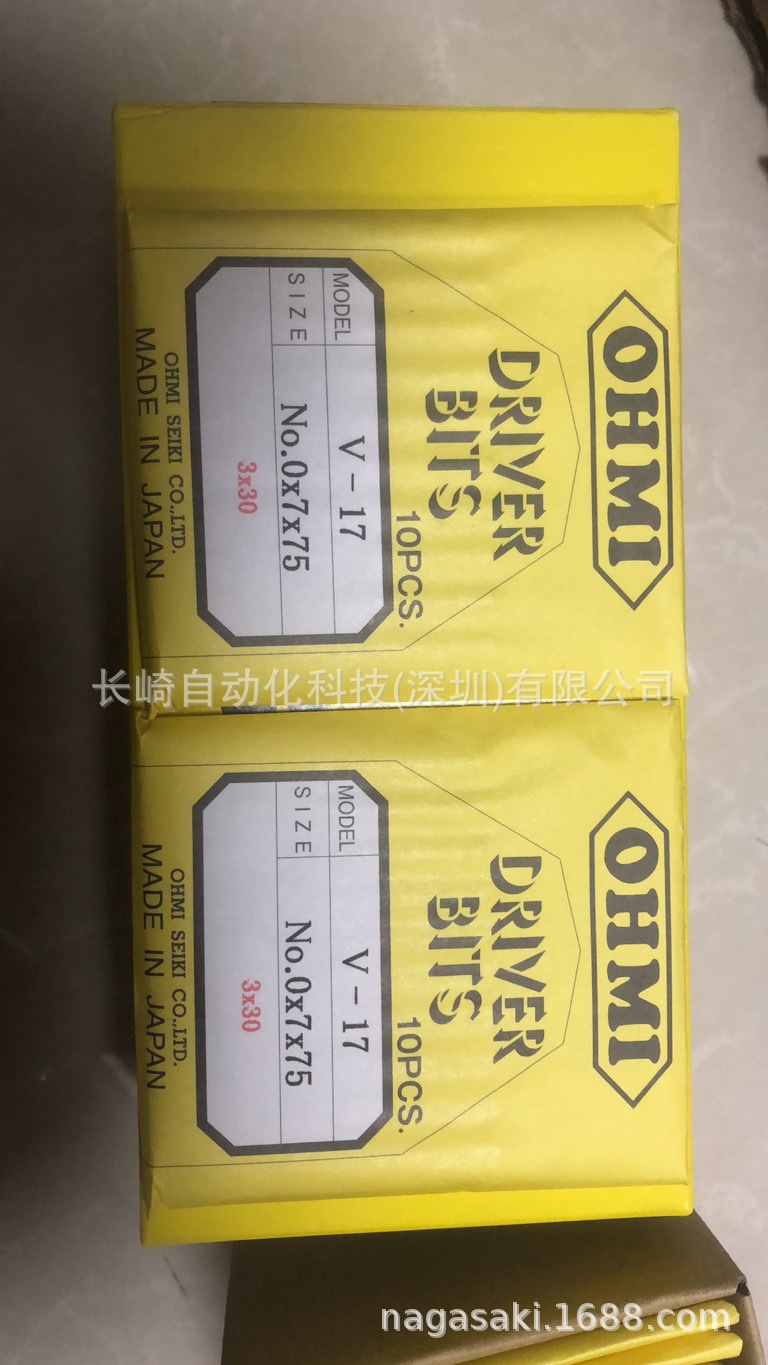 OHMI
DRIVER
BITS
10PCS.
MODEL V-17
SIZE No.0x7x75
3x30
OHMI SEIKI CO.,LTD.
MADE IN JAPAN
长崎自动化科技(深圳)有限公司
OHMI
DRIVER
BITS
10PCS.
MODEL V-17
SIZE No.0x7x75
3x30
OHMI SEIKI CO.,LTD.
MADE IN JAPAN
nagasaki.1688.com